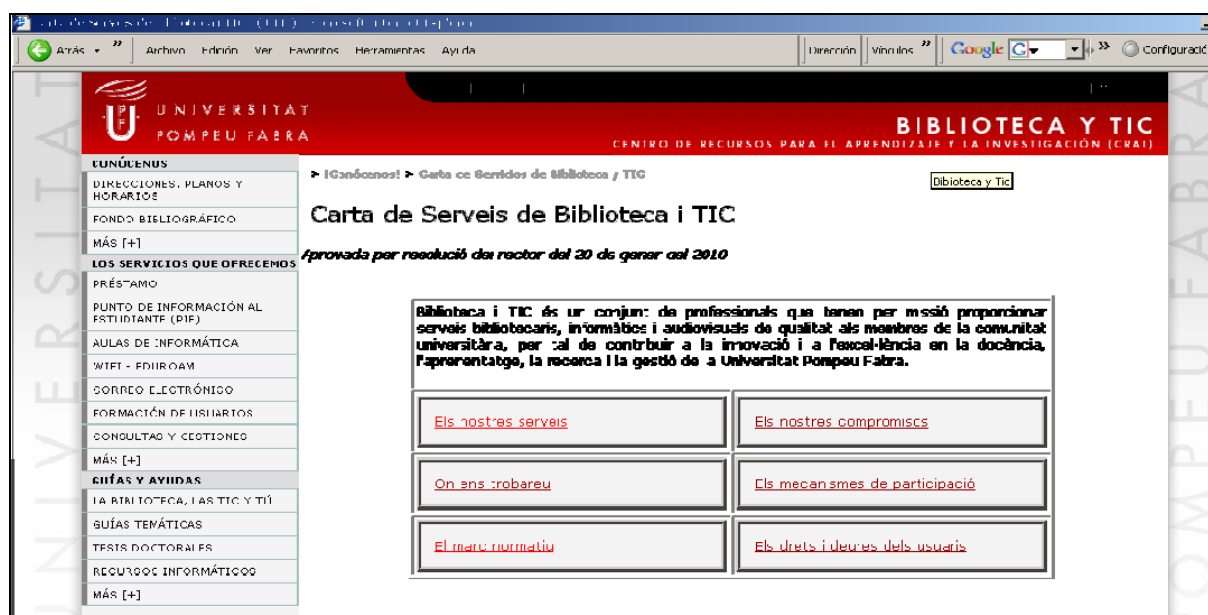 Atrás
Archivo Edición Ver Favoritos Herramientas Ayuda
Dirección
Vínculos
Google
Configuració
UNIVERSITAT
POMPEU FABRA
BIBLIOTECA Y TIC
CENTRO DE RECURSOS PARA EL APRENDIZAJE Y LA INVESTIGACIÓN (CRAI)
CONÓCENOS
DIRECCIONES, PLANOS Y
HORARIOS
FONDO BIBLIOGRÁFICO
MÁS [+]
LOS SERVICIOS QUE OFRECEMOS
PRÉSTAMO
PUNTO DE INFORMACIÓN AL
ESTUDIANTE (PIE)
AULAS DE INFORMÁTICA
WIFI - EDUROAM
CORREO ELECTRÓNICO
FORMACIÓN DE USUARIOS
CONSULTAS Y GESTIONES
MÁS [+]
GUÍAS Y AYUDAS
LA BIBLIOTECA, LAS TIC Y TÚ
GUÍAS TEMÁTICAS
TESIS DOCTORALES
RECURSOS INFORMÁTICOS
MÁS [+]
> ¡Conócenos! > Carta de Servicios de Biblioteca y TIC
Biblioteca y Tic
Carta de Serveis de Biblioteca i TIC
Aprovada per resolució del rector del 20 de gener del 2010
Biblioteca i TIC és un conjunt de professionals que tenen per missió proporcionar
serveis bibliotecaris, informàtics i audiovisuals de qualitat als membres de la comunitat
universitària, per tal de contribuir a la innovació i a l'excel·lència en la docència,
l'aprenentatge, la recerca i la gestió de la Universitat Pompeu Fabra.
Els nostres serveis
Els nostres compromisos
On ens trobareu
Els mecanismes de participació
El marc normatiu
Els drets i deures dels usuaris
UNIVERSITAT
POMPEU FABRA